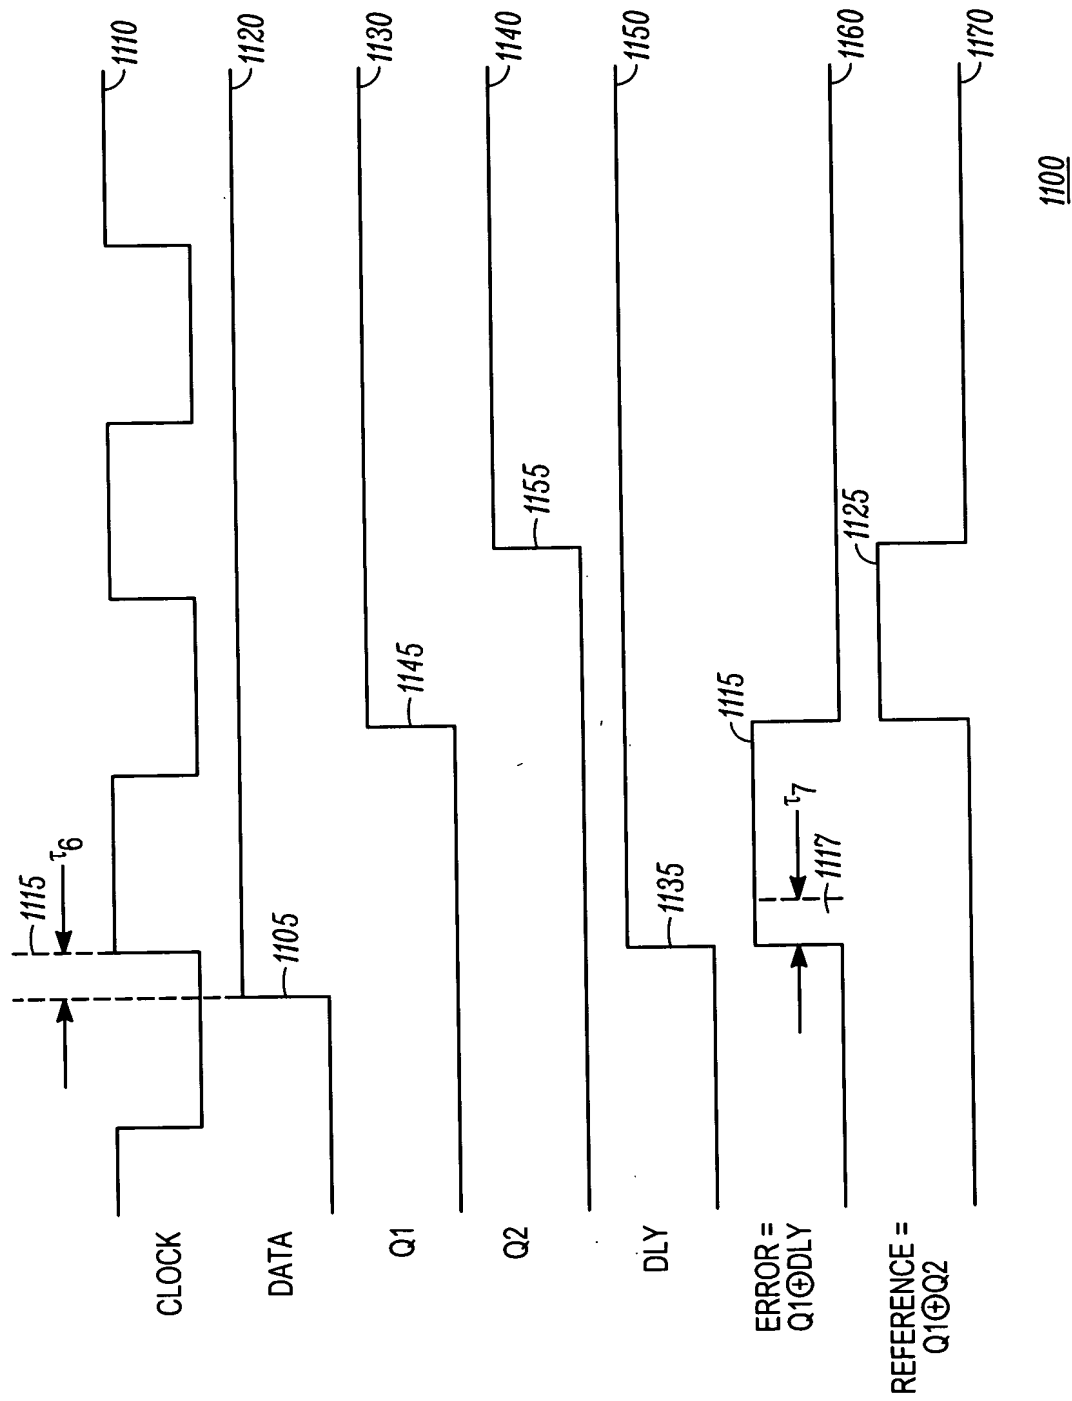 CLOCK
1115
τ6
1110
DATA
1105
1120
Q1
1145
1130
Q2
1155
1140
DLY
1135
1150
ERROR =
Q1⊕DLY
1115
τ7
1117
1160
REFERENCE =
Q1⊕Q2
1125
1170
1100